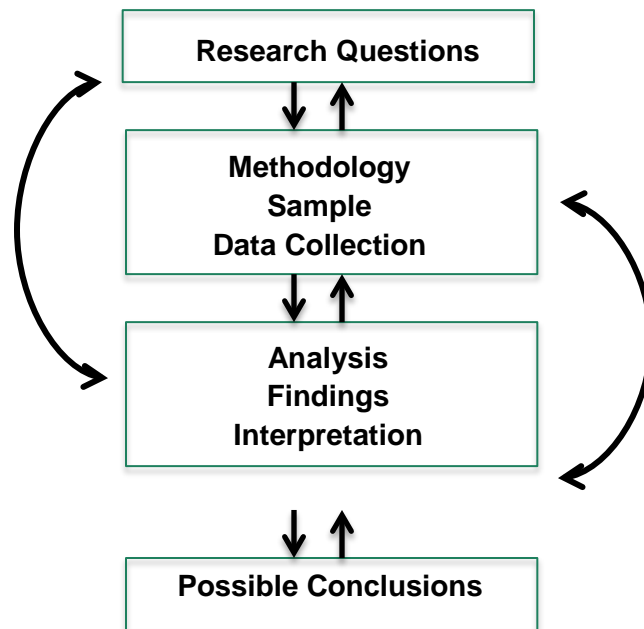 Research Questions
Methodology
Sample
Data Collection
Analysis
Findings
Interpretation
Possible Conclusions